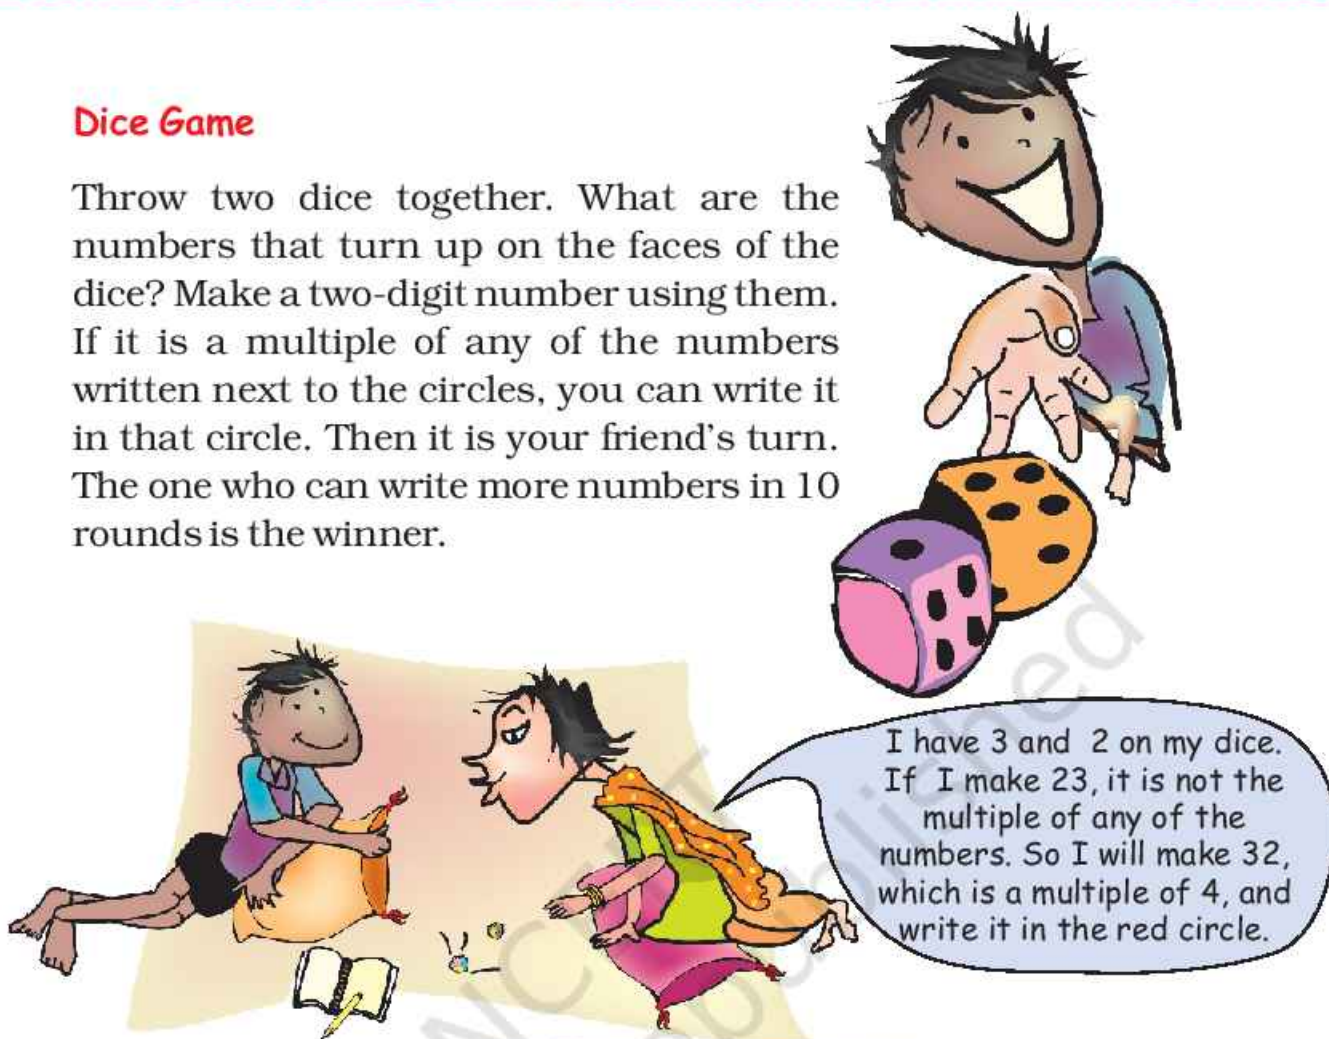 Dice Game
Throw two dice together. What are the
numbers that turn up on the faces of the
dice? Make a two-digit number using them.
If it is a multiple of any of the numbers
written next to the circles, you can write it
in that circle. Then it is your friend's turn.
The one who can write more numbers in 10
rounds is the winner.
I have 3 and 2 on my dice.
If I make 23, it is not the
multiple of any of the
numbers. So I will make 32,
which is a multiple of 4, and
write it in the red circle.